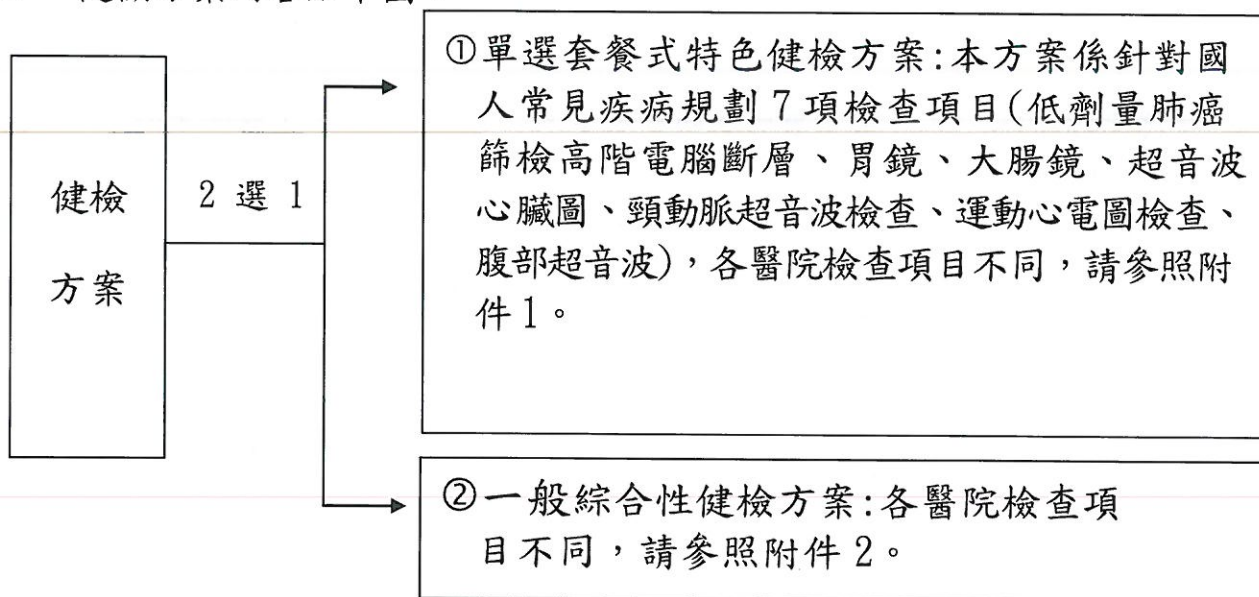 ①單選套餐式特色健檢方案:本方案係針對國
人常見疾病規劃7項檢查項目(低劑量肺癌
篩檢高階電腦斷層、胃鏡、大腸鏡、超音波
心臟圖、頸動脈超音波檢查、運動心電圖檢查、
腹部超音波),各醫院檢查項目不同,請參照附
件1。
健檢
方案
2 選 1
②一般綜合性健檢方案:各醫院檢查項
目不同,請參照附件2。